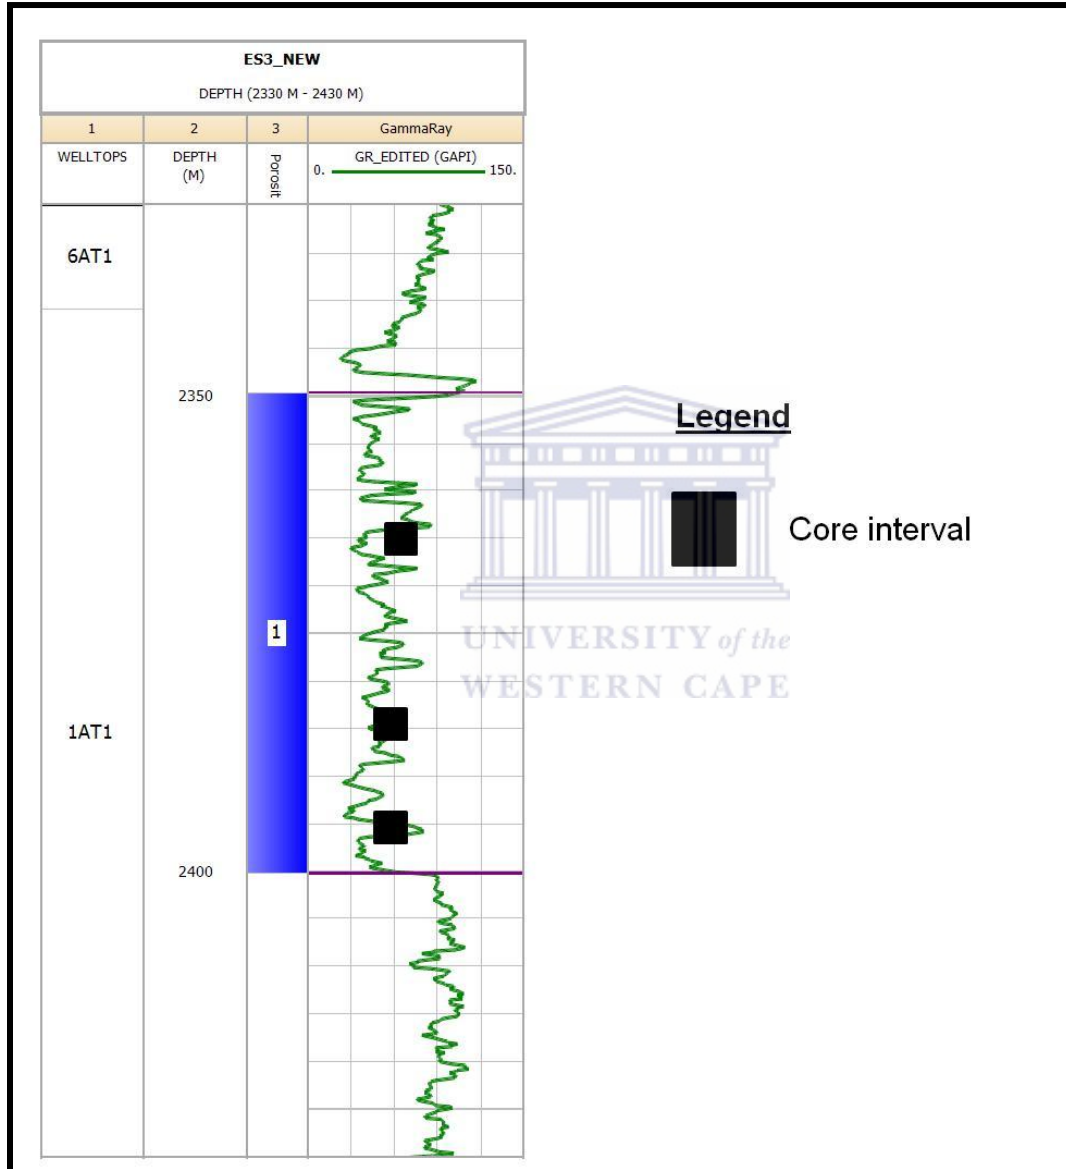 ES3_NEW
DEPTH (2330 M - 2430 M)
1 2 3 GammaRay
WELLTOPS DEPTH (M) Porosit 0. GR_EDITED (GAPI) 150.
6AT1
2350
Legend
Core interval
1
UNIVERSITY of the
WESTERN CAPE
1AT1
2400